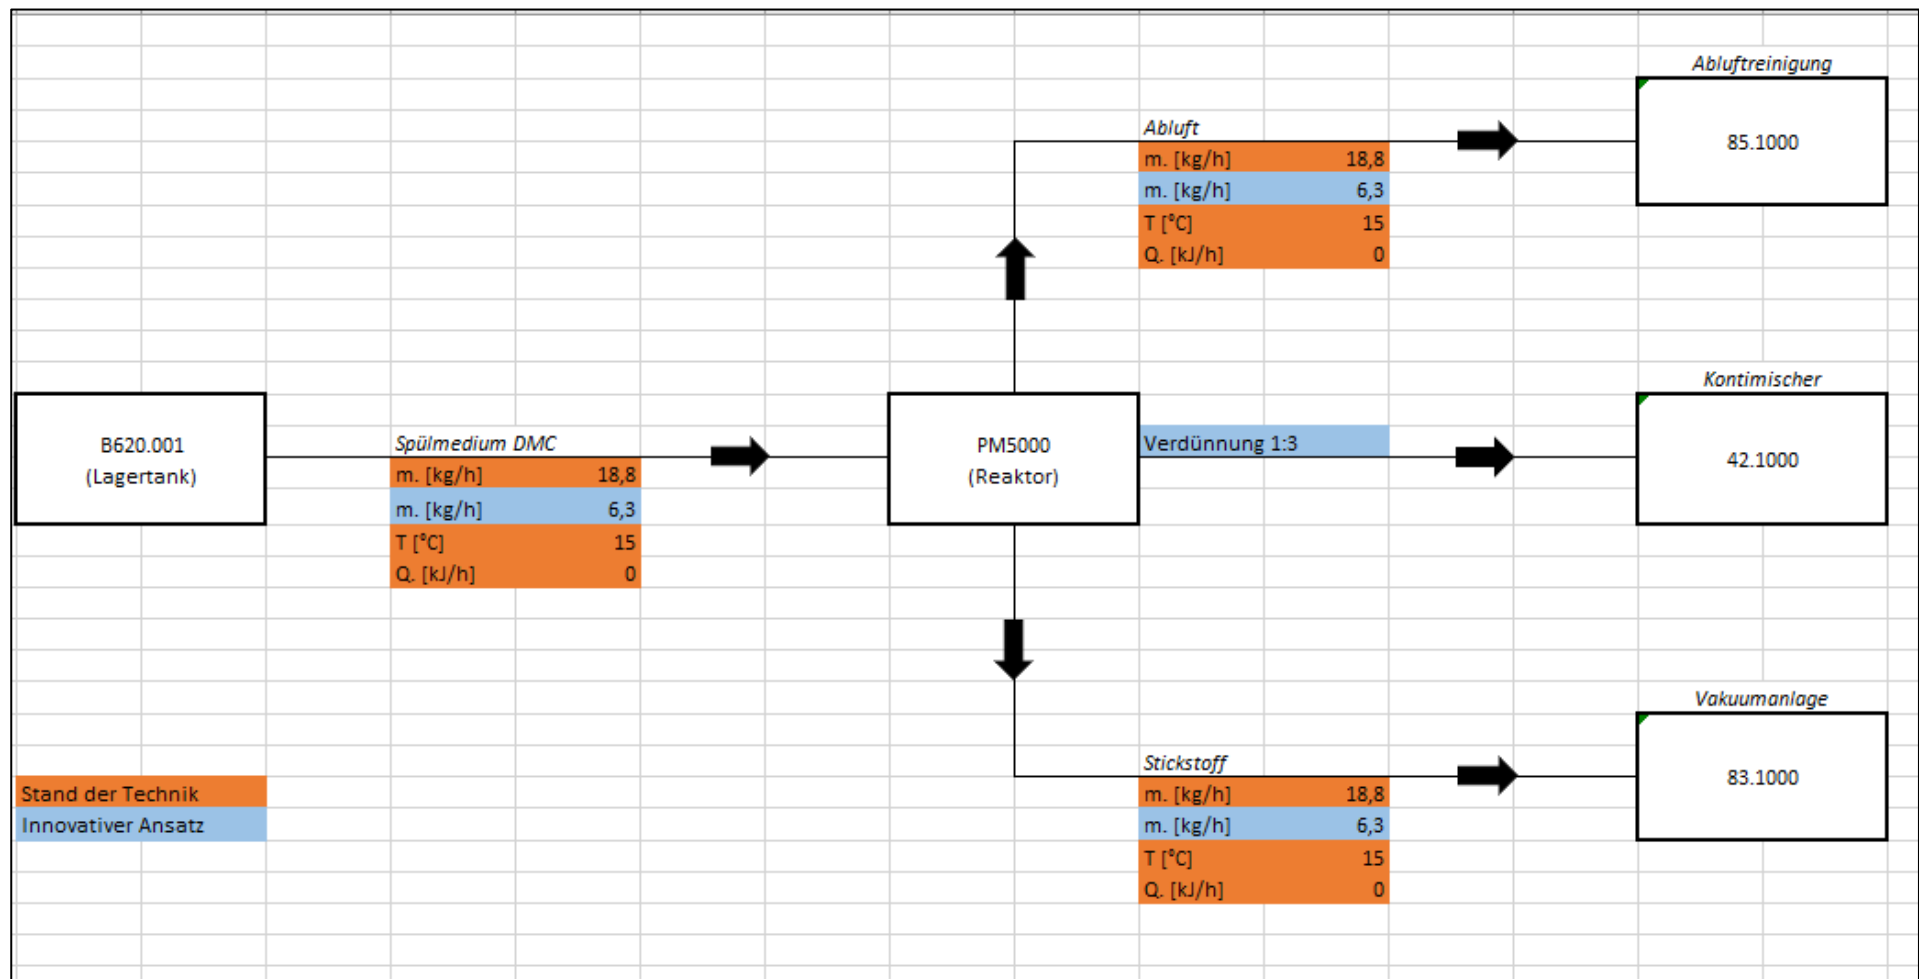 Abluftreinigung
85.1000
Abluft
m. [kg/h] 18,8
m. [kg/h] 6,3
T [°C] 15
Q. [kJ/h] 0
B620.001
(Lagertank)
Spülmedium DMC
m. [kg/h] 18,8
m. [kg/h] 6,3
T [°C] 15
Q. [kJ/h] 0
PM5000
(Reaktor)
Verdünnung 1:3
Kontimischer
42.1000
Stickstoff
m. [kg/h] 18,8
m. [kg/h] 6,3
T [°C] 15
Q. [kJ/h] 0
Vakuumanlage
83.1000
Stand der Technik
Innovativer Ansatz